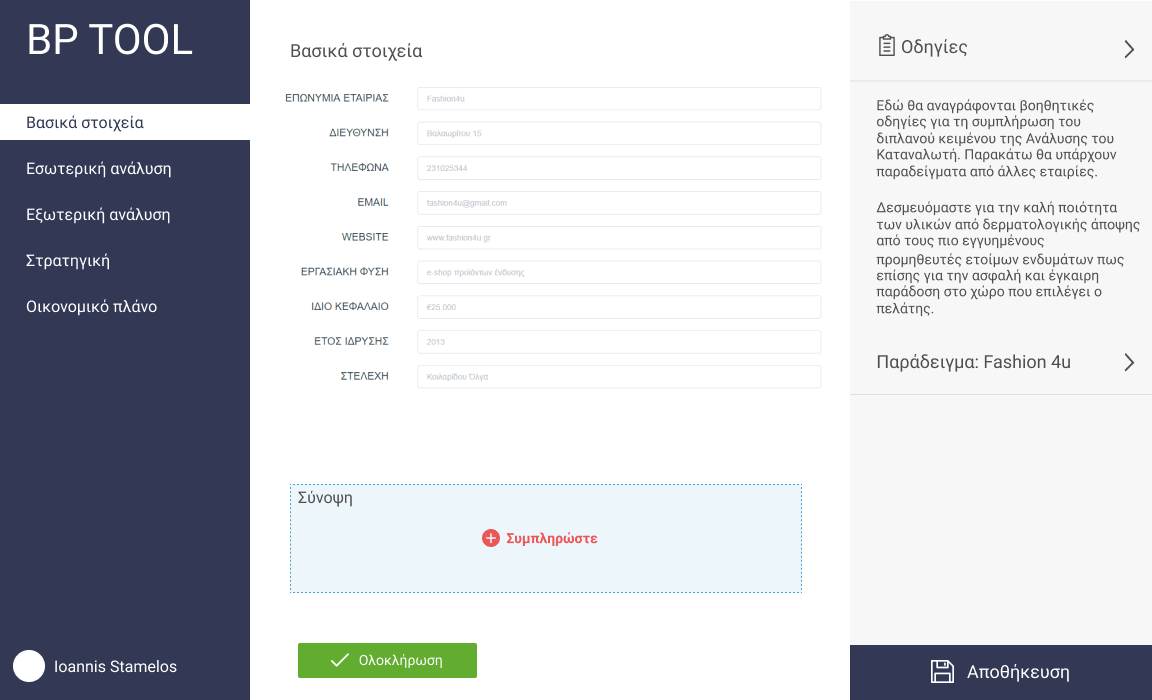 BP TOOL
Βασικά στοιχεία
Εσωτερική ανάλυση
Εξωτερική ανάλυση
Στρατηγική
Οικονομικό πλάνο
Ioannis Stamelos
Βασικά στοιχεία
ΕΠΩΝΥΜΙΑ ΕΤΑΙΡΙΑΣ Fashion4u
ΔΙΕΥΘΥΝΣΗ Βαλαωρίτου 15
ΤΗΛΕΦΩΝΑ 231025344
EMAIL fashion4u@gmail.com
WEBSITE www.fashion4u.gr
ΕΡΓΑΣΙΑΚΗ ΦΥΣΗ e-shop προϊόντων ένδυσης
ΙΔΙΟ ΚΕΦΑΛΑΙΟ €25.000
ΕΤΟΣ ΙΔΡΥΣΗΣ 2013
ΣΤΕΛΕΧΗ Κοιλαρίδου Όλγα
Σύνοψη
Συμπληρώστε
Ολοκλήρωση
Οδηγίες
Εδώ θα αναγράφονται βοηθητικές
οδηγίες για τη συμπλήρωση του
διπλανού κειμένου της Ανάλυσης του
Καταναλωτή. Παρακάτω θα υπάρχουν
παραδείγματα από άλλες εταιρίες.
Δεσμευόμαστε για την καλή ποιότητα
των υλικών από δερματολογικής άποψης
από τους πιο εγγυημένους
προμηθευτές ετοίμων ενδυμάτων πως
επίσης για την ασφαλή και έγκαιρη
παράδοση στο χώρο που επιλέγει ο
πελάτης.
Παράδειγμα: Fashion 4u
Αποθήκευση